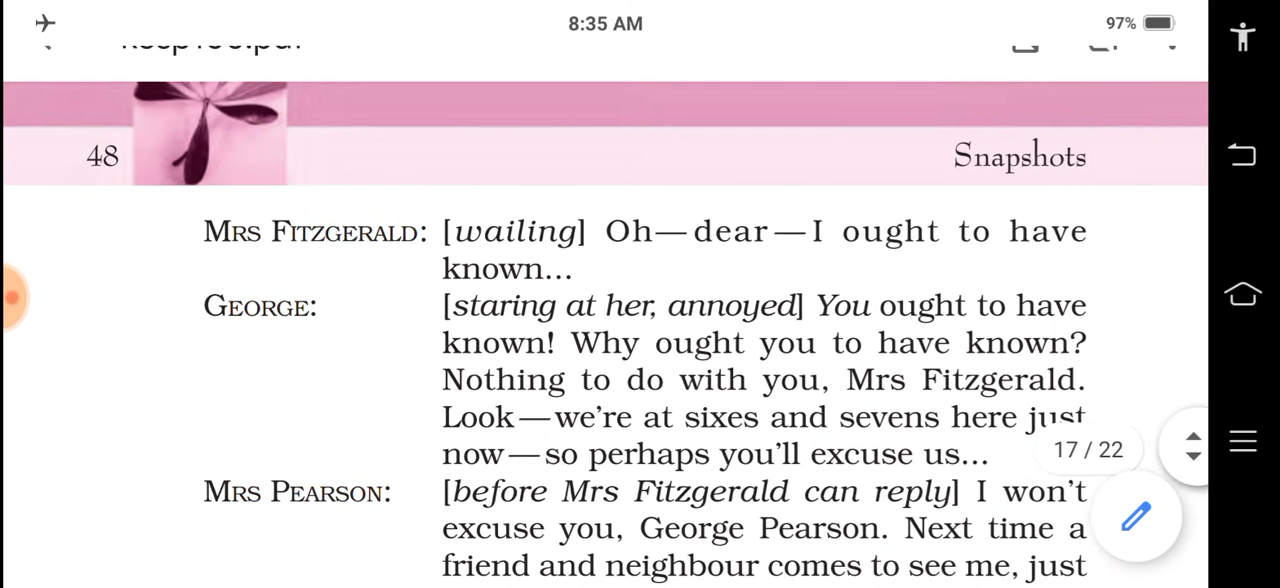 8:35 AM 97%
48 Snapshots
MRS FITZGERALD: [wailing] Oh—dear—I ought to have
known...
GEORGE: [staring at her, annoyed] You ought to have
known! Why ought you to have known?
Nothing to do with you, Mrs Fitzgerald.
Look—we're at sixes and sevens here just
now—so perhaps you'll excuse us...
17 / 22
MRS PEARSON: [before Mrs Fitzgerald can reply] I won't
excuse you, George Pearson. Next time a
friend and neighbour comes to see me, just